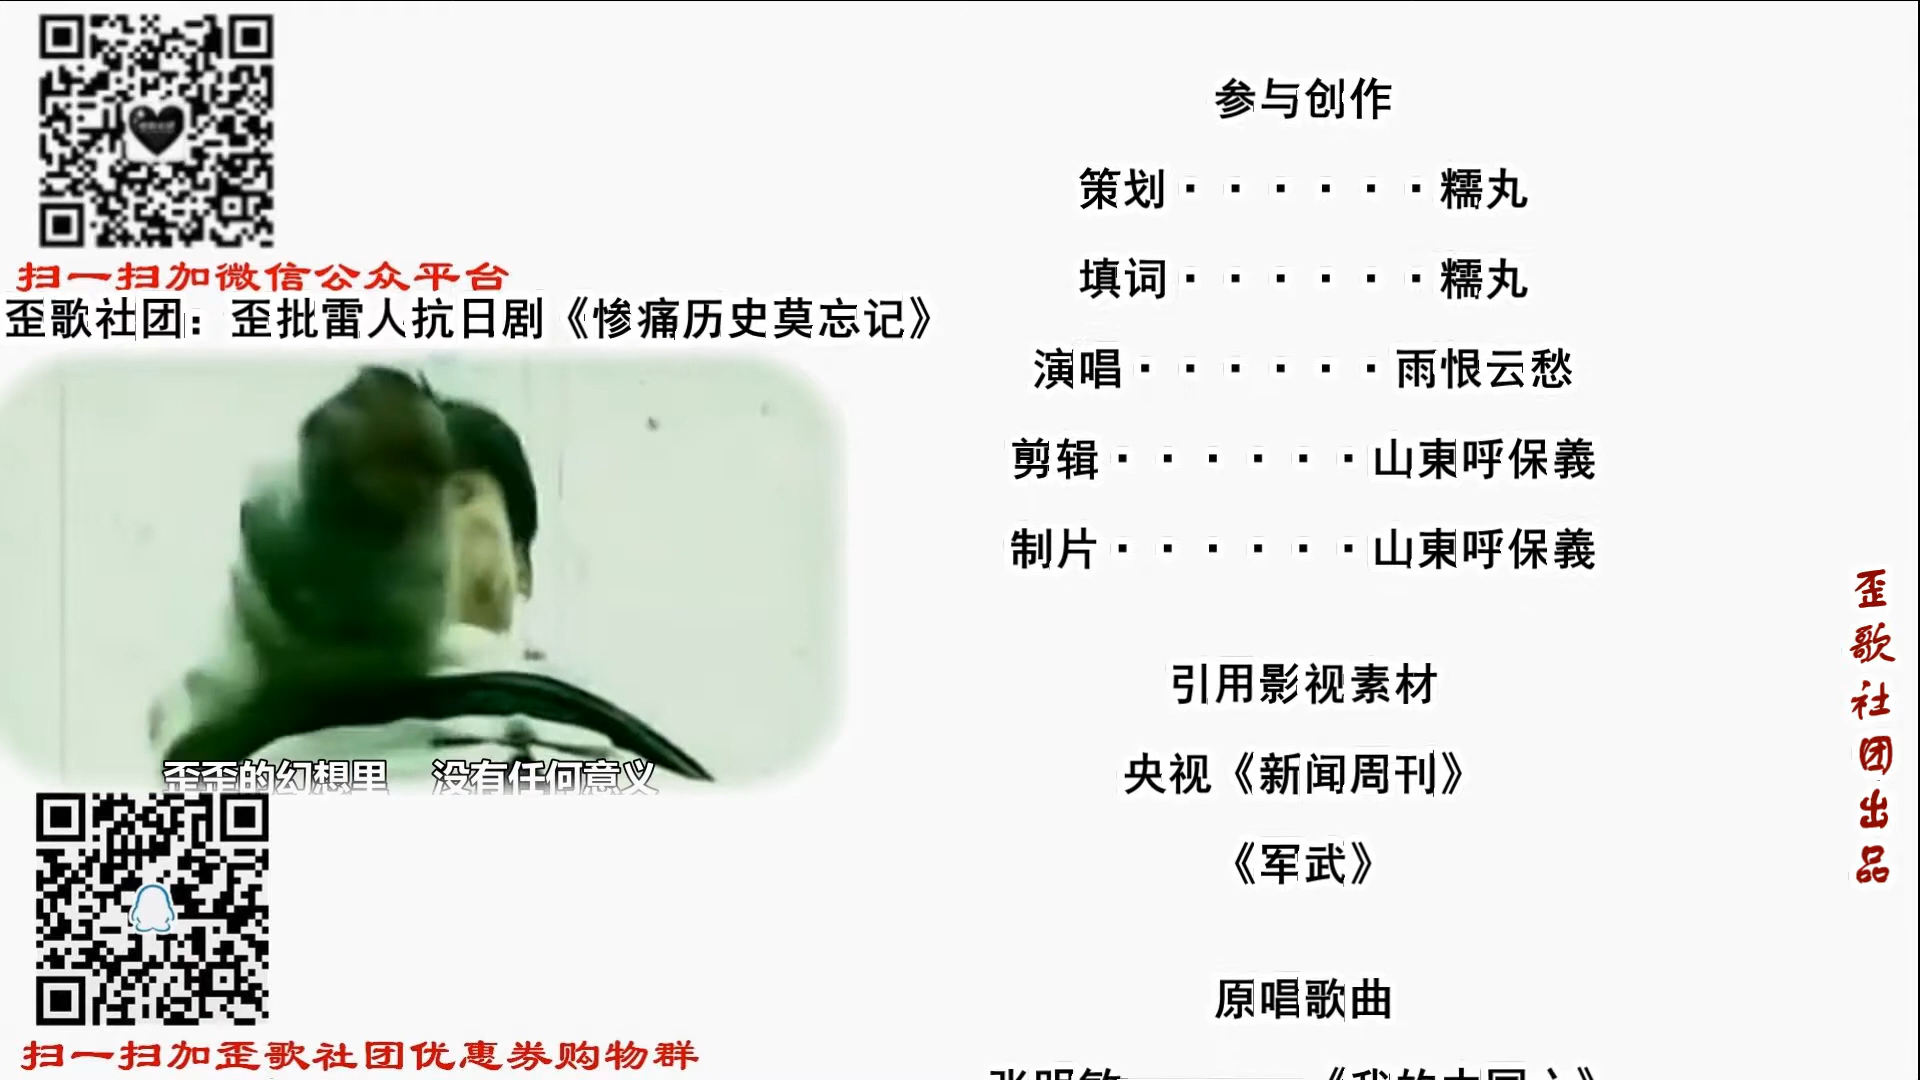 扫一扫加微信公众平台
歪歌社团：歪批雷人抗日剧《惨痛历史莫忘记》
歪歪的幻想里 没有任何意义
扫一扫加歪歌社团优惠券购物群
参与创作
策划······糯丸
填词······糯丸
演唱······雨恨云愁
剪辑······山東呼保義
制片······山東呼保義
引用影视素材
央视《新闻周刊》
《军武》
原唱歌曲
歪歌社团出品